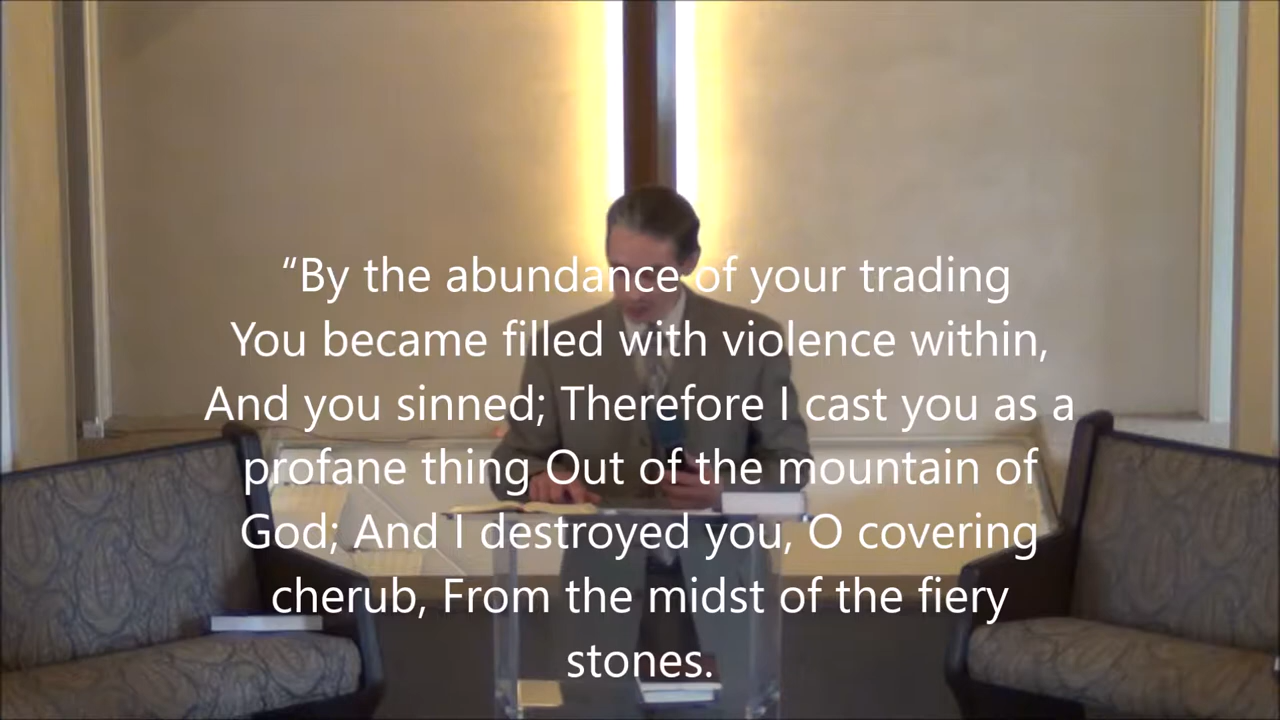 “By the abundance of your trading
You became filled with violence within,
And you sinned; Therefore I cast you as a
profane thing Out of the mountain of
God; And I destroyed you, O covering
cherub, From the midst of the fiery
stones.